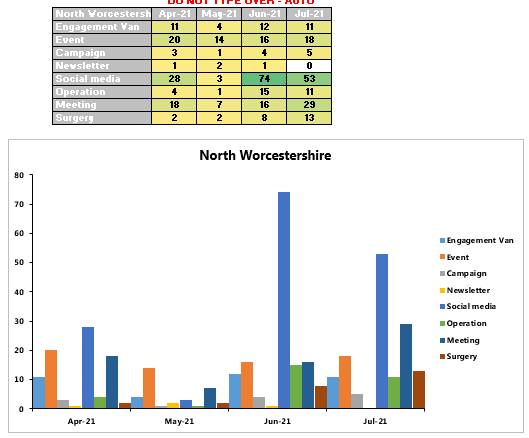 DO NOT TYPE OVER - AUTO
North Worcestersh Apr-21 May-21 Jun-21 Jul-21
Engagement Van 11 4 12 11
Event 20 14 16 18
Campaign 3 1 4 5
Newsletter 1 2 1 0
Social media 28 3 74 53
Operation 4 1 15 11
Meeting 18 7 16 29
Surgery 2 2 8 13
North Worcestershire
80
70
60
50
40
30
20
10
0
Apr-21 May-21 Jun-21 Jul-21
Engagement Van
Event
Campaign
Newsletter
Social media
Operation
Meeting
Surgery